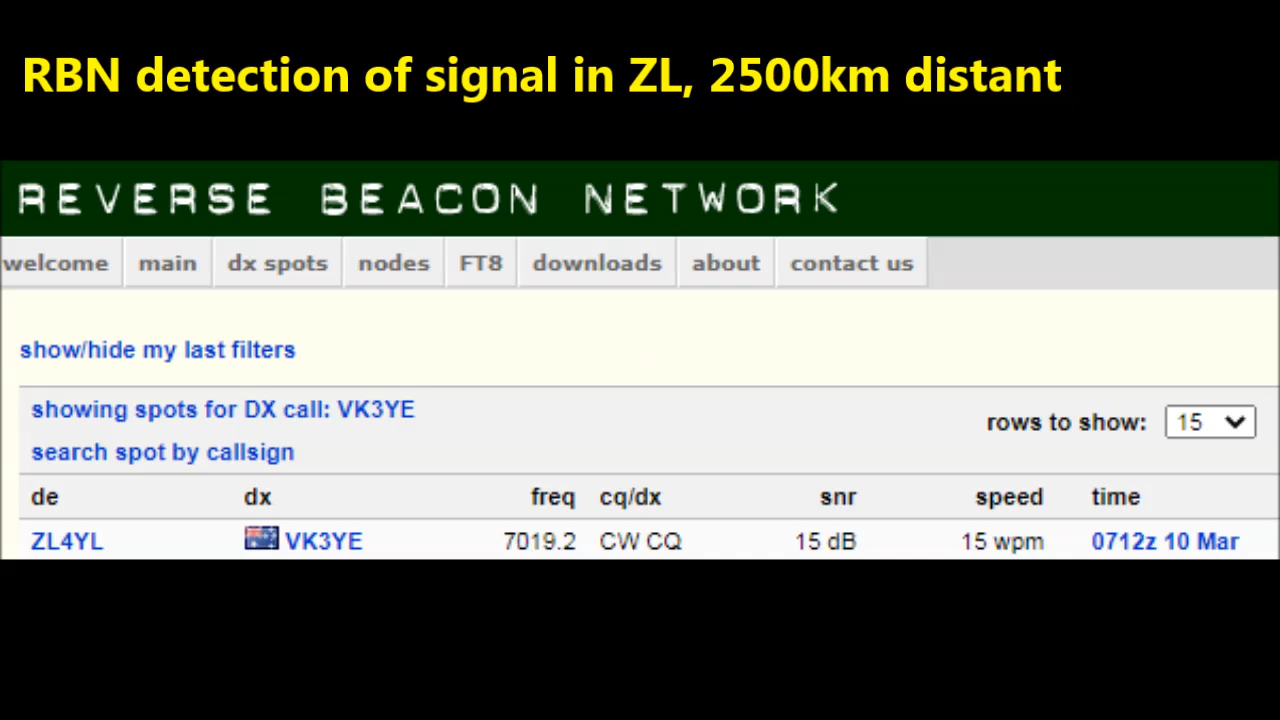 RBN detection of signal in ZL, 2500km distant
REVERSE BEACON NETWORK
welcome main dx spots nodes FT8 downloads about contact us
show/hide my last filters
showing spots for DX call: VK3YE
rows to show: 15
search spot by callsign
de dx freq cq/dx snr speed time
ZL4YL VK3YE 7019.2 CW CQ 15 dB 15 wpm 0712z 10 Mar